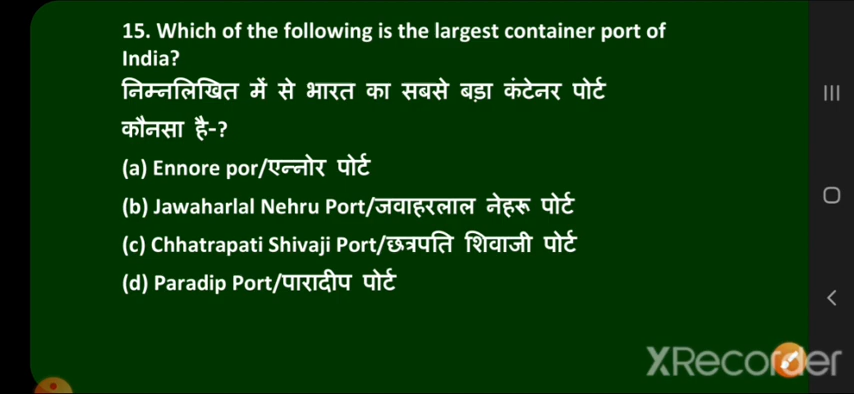 15. Which of the following is the largest container port of
India?
निम्नलिखित में से भारत का सबसे बड़ा कंटेनर पोर्ट
कौनसा है-?
(a) Ennore por/एन्नोर पोर्ट
(b) Jawaharlal Nehru Port/जवाहरलाल नेहरू पोर्ट
(c) Chhatrapati Shivaji Port/छत्रपति शिवाजी पोर्ट
(d) Paradip Port/पारादीप पोर्ट
XRecorder